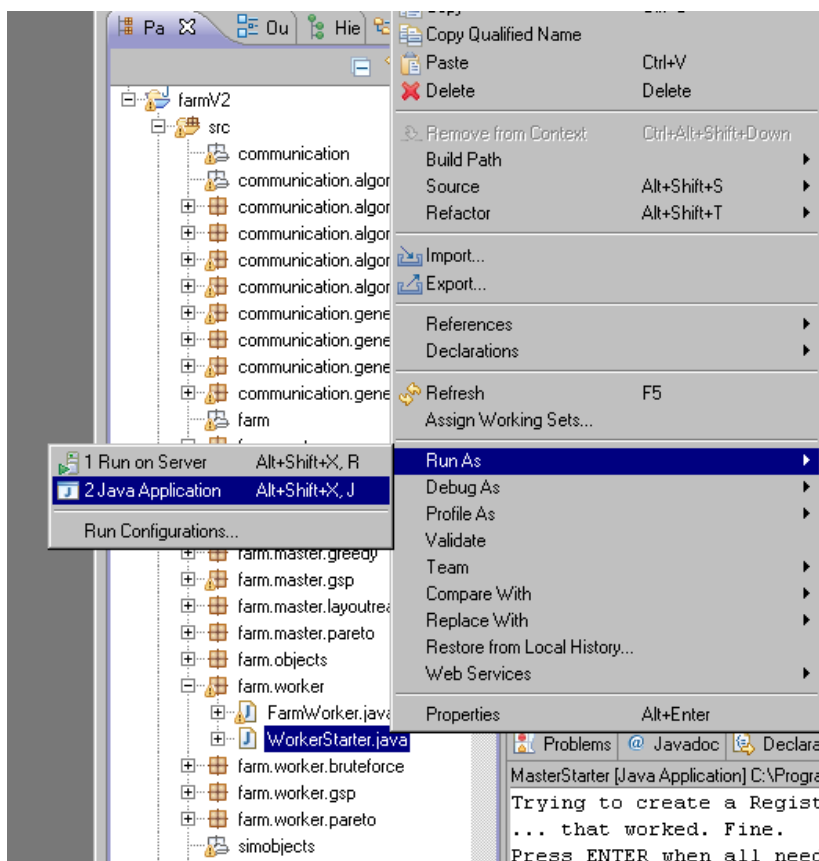 Pa
Ou
Hie
farmV2
src
communication
communication.algor
communication.algor
communication.algor
communication.algor
communication.algor
communication.gene
communication.gene
communication.gene
communication.gene
farm
farm.master.greedy
farm.master.gsp
farm.master.layoutrea
farm.master.pareto
farm.objects
farm.worker
FarmWorker.java
WorkerStarter.java
farm.worker.bruteforce
farm.worker.gsp
farm.worker.pareto
simobjects
Copy Qualified Name
Paste Ctrl+V
Delete Delete
Remove from Context Ctrl+Alt+Shift+Down
Build Path
Source Alt+Shift+S
Refactor Alt+Shift+T
Import...
Export...
References
Declarations
Refresh F5
Assign Working Sets...
Run As
Debug As
Profile As
Validate
Team
Compare With
Replace With
Restore from Local History...
Web Services
Properties Alt+Enter
1 Run on Server Alt+Shift+X, R
2 Java Application Alt+Shift+X, J
Run Configurations...
Problems @ Javadoc Declara
MasterStarter [Java Application] C:\Progra
Trying to create a Regist
... that worked. Fine.
Press ENTER when all need